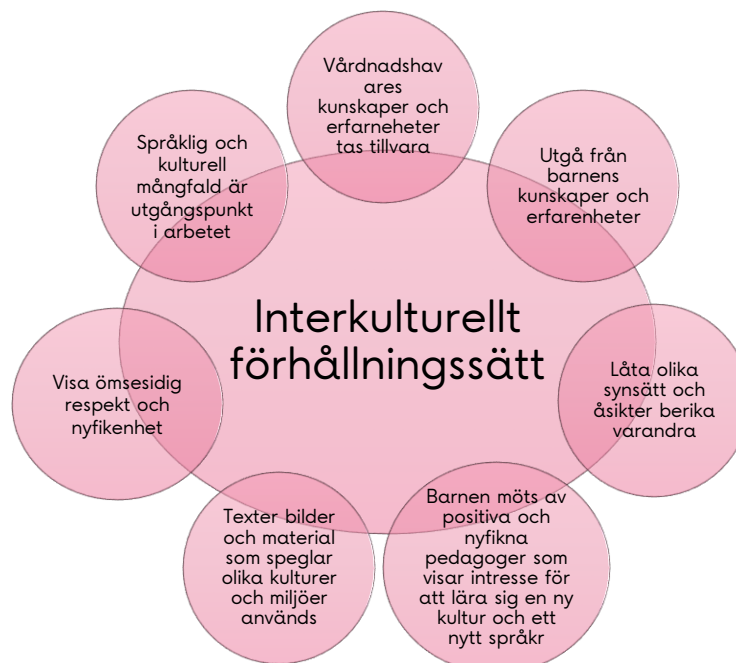 Interkulturellt
förhållningssätt
Vårdnadshav
ares
kunskaper och
erfarneheter
tas tillvara
Utgå från
barnens
kunskaper och
erfarenheter
Låta olika
synsätt och
åsikter berika
varandra
Barnen möts av
positiva och
nyfikna
pedagoger som
visar intresse för
att lära sig en ny
kultur och ett
nytt språkr
Texter bilder
och material
som speglar
olika kulturer
och miljöer
används
Visa ömsesidig
respekt och
nyfikenhet
Språklig och
kulturell
mångfald är
utgångspunkt
i arbetet